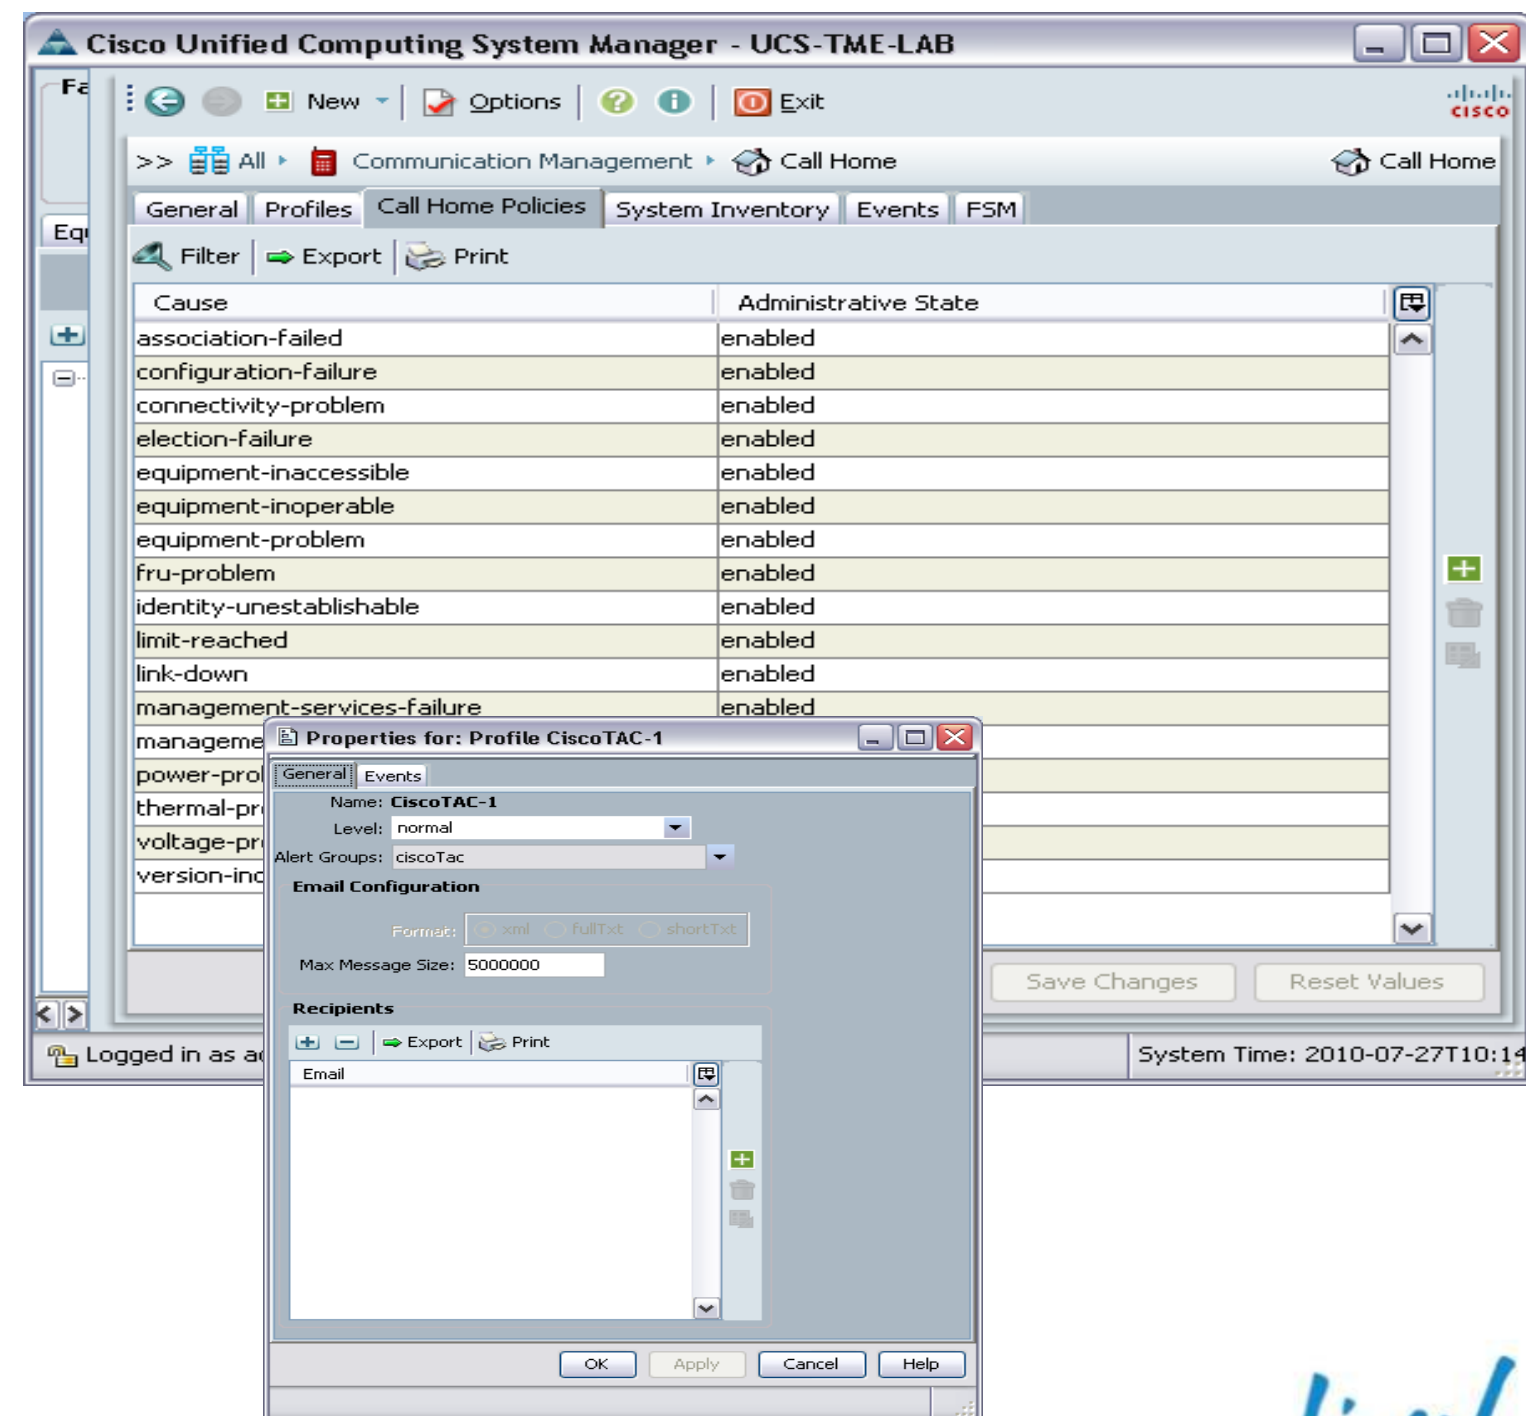 Cisco Unified Computing System Manager - UCS-TME-LAB
Fa
New Options Exit
CISCO
>> All Communication Management Call Home Call Home
General Profiles Call Home Policies System Inventory Events FSM
Equ
Filter Export Print
Cause Administrative State
association-failed enabled
configuration-failure enabled
connectivity-problem enabled
election-failure enabled
equipment-inaccessible enabled
equipment-inoperable enabled
equipment-problem enabled
fru-problem enabled
identity-unestablishable enabled
limit-reached enabled
link-down enabled
management-services-failure enabled
manageme
power-pro
thermal-pr
voltage-pr
version-inc
Save Changes Reset Values
Logged in as a
System Time: 2010-07-27T10:14
Properties for: Profile CiscoTAC-1
General Events
Name: CiscoTAC-1
Level: normal
Alert Groups: ciscoTac
Email Configuration
Format: xml fullTxt shortTxt
Max Message Size: 5000000
Recipients
Export Print
Email
OK Apply Cancel Help